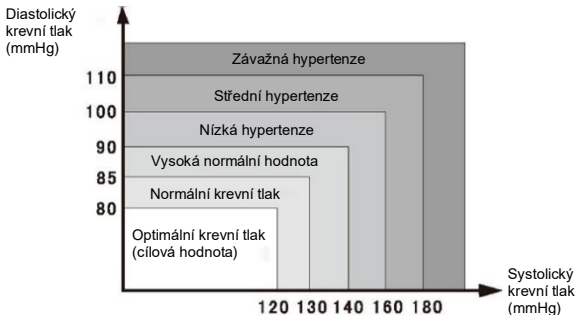 Diastolický
krevní tlak
(mmHg)
Závažná hypertenze
110
Střední hypertenze
100
Nízká hypertenze
90
Vysoká normální hodnota
85
Normální krevní tlak
80
Optimální krevní tlak
(cílová hodnota)
120 130 140 160 180
Systolický
krevní tlak
(mmHg)